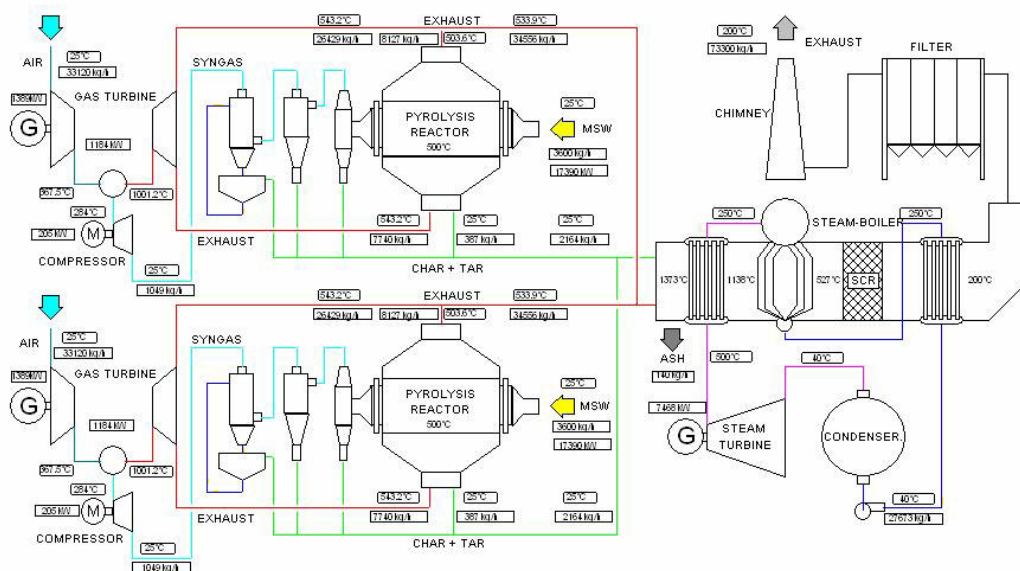 543.2°C
EXHAUST
533.9°C
26429 kg/h
8127 kg/h
503.6°C
34556 kg/h
25°C
AIR
33120 kg/h
SYNGAS
GAS TURBINE
1389kW
G
1184 kW
PYROLYSIS
REACTOR
500°C
25°C
MSW
3600 kg/h
17390 kW
367.5°C
1001.2°C
284°C
M
205 kW
COMPRESSOR
25°C
1049 kg/h
EXHAUST
543.2°C
25°C
25°C
7740 kg/h
387 kg/h
2164 kg/h
CHAR + TAR
543.2°C
EXHAUST
533.9°C
26429 kg/h
8127 kg/h
503.6°C
34556 kg/h
25°C
AIR
33120 kg/h
SYNGAS
GAS TURBINE
1389kW
G
1184 kW
PYROLYSIS
REACTOR
500°C
25°C
MSW
3600 kg/h
17390 kW
367.5°C
1001.2°C
284°C
M
205 kW
COMPRESSOR
25°C
1049 kg/h
EXHAUST
543.2°C
25°C
25°C
7740 kg/h
387 kg/h
2164 kg/h
CHAR + TAR
200°C
73300 kg/h
EXHAUST
FILTER
CHIMNEY
250°C
STEAM-BOILER
250°C
1373°C
1138°C
527°C
SCR
200°C
ASH
140 kg/h
500°C
40°C
7468 kW
G
STEAM
TURBINE
CONDENSER.
40°C
27673 kg/h